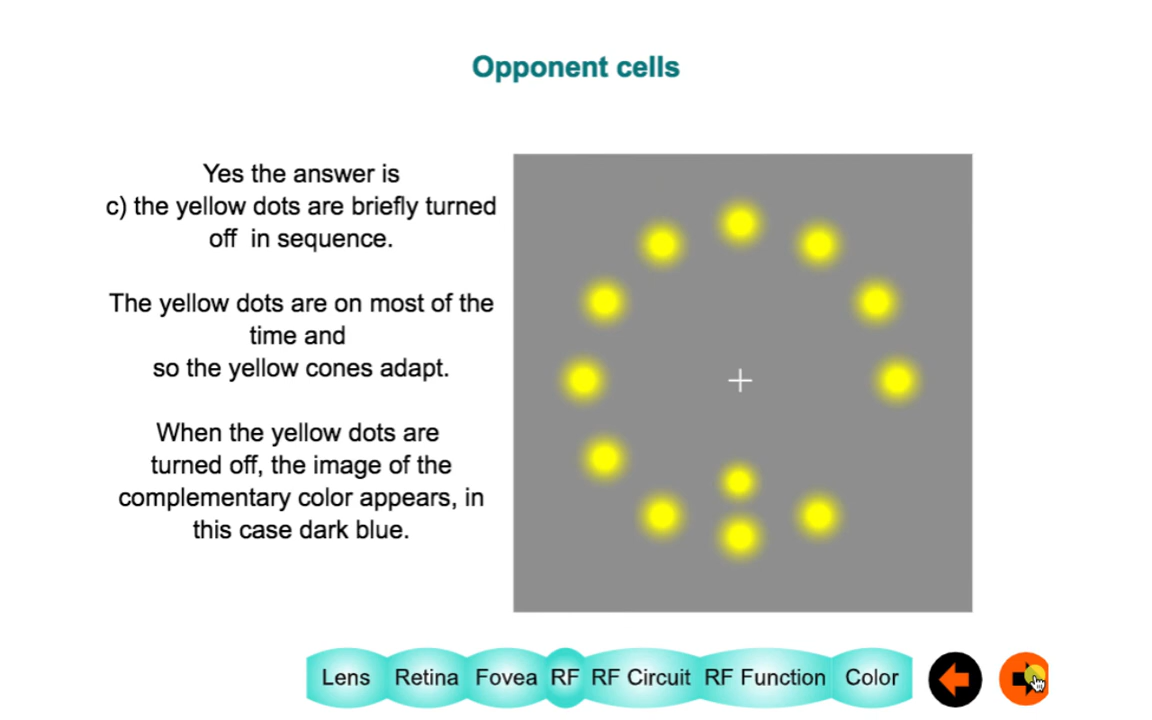 Opponent cells
Yes the answer is
c) the yellow dots are briefly turned
off in sequence.
The yellow dots are on most of the
time and
so the yellow cones adapt.
When the yellow dots are
turned off, the image of the
complementary color appears, in
this case dark blue.
Lens Retina Fovea RF RF Circuit RF Function Color